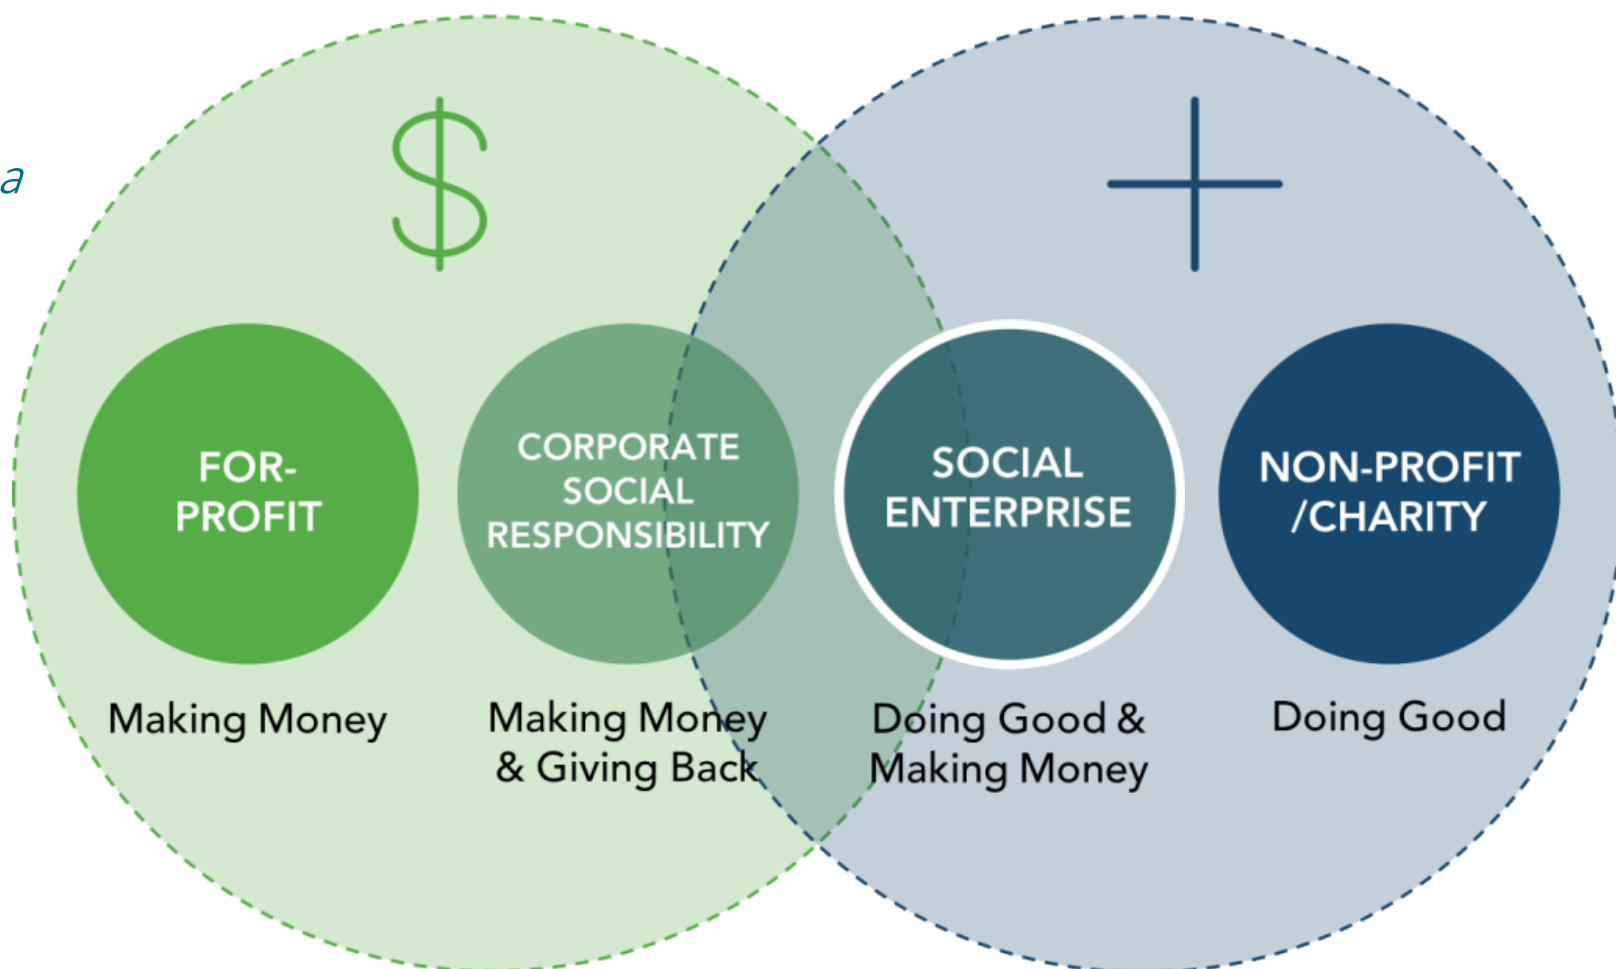 a
$
FOR-
PROFIT
Making Money
CORPORATE
SOCIAL
RESPONSIBILITY
Making Money
& Giving Back
SOCIAL
ENTERPRISE
Doing Good &
Making Money
NON-PROFIT
/CHARITY
Doing Good